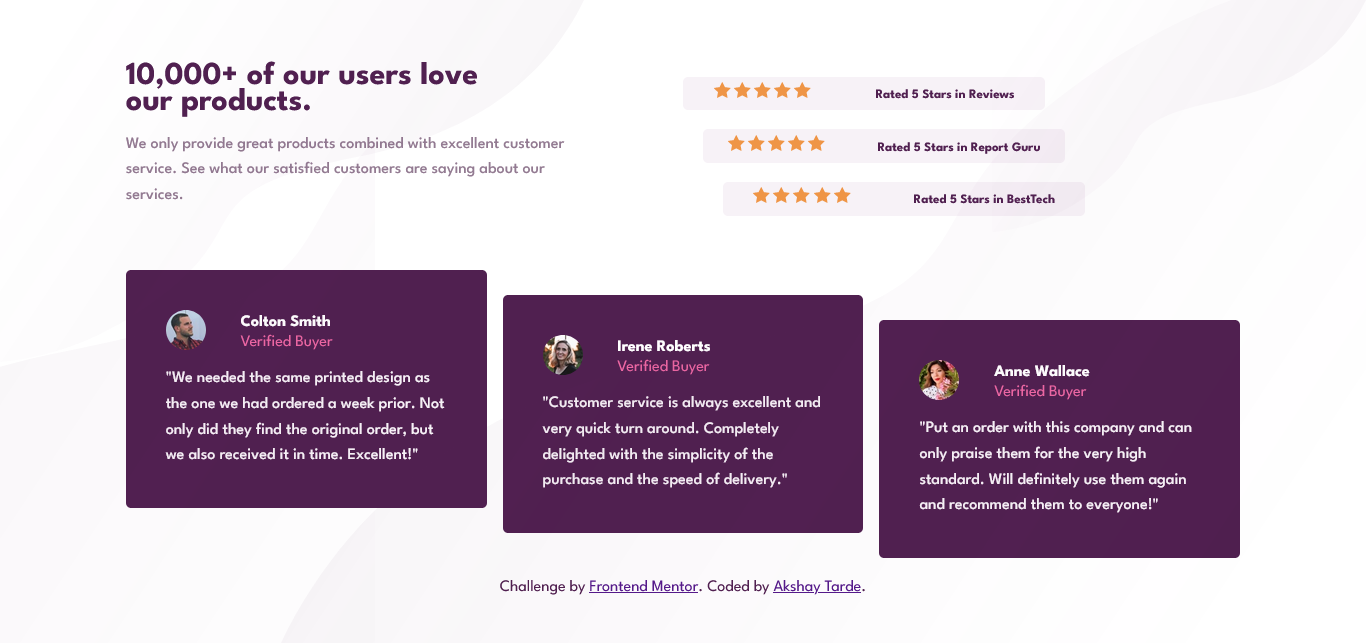 10,000+ of our users love
our products.
We only provide great products combined with excellent customer
service. See what our satisfied customers are saying about our
services.
Rated 5 Stars in Reviews
Rated 5 Stars in Report Guru
Rated 5 Stars in BestTech
Colton Smith
Verified Buyer
"We needed the same printed design as
the one we had ordered a week prior. Not
only did they find the original order, but
we also received it in time. Excellent!"
Irene Roberts
Verified Buyer
"Customer service is always excellent and
very quick turn around. Completely
delighted with the simplicity of the
purchase and the speed of delivery."
Anne Wallace
Verified Buyer
"Put an order with this company and can
only praise them for the very high
standard. Will definitely use them again
and recommend them to everyone!"
Challenge by Frontend Mentor. Coded by Akshay Tarde.